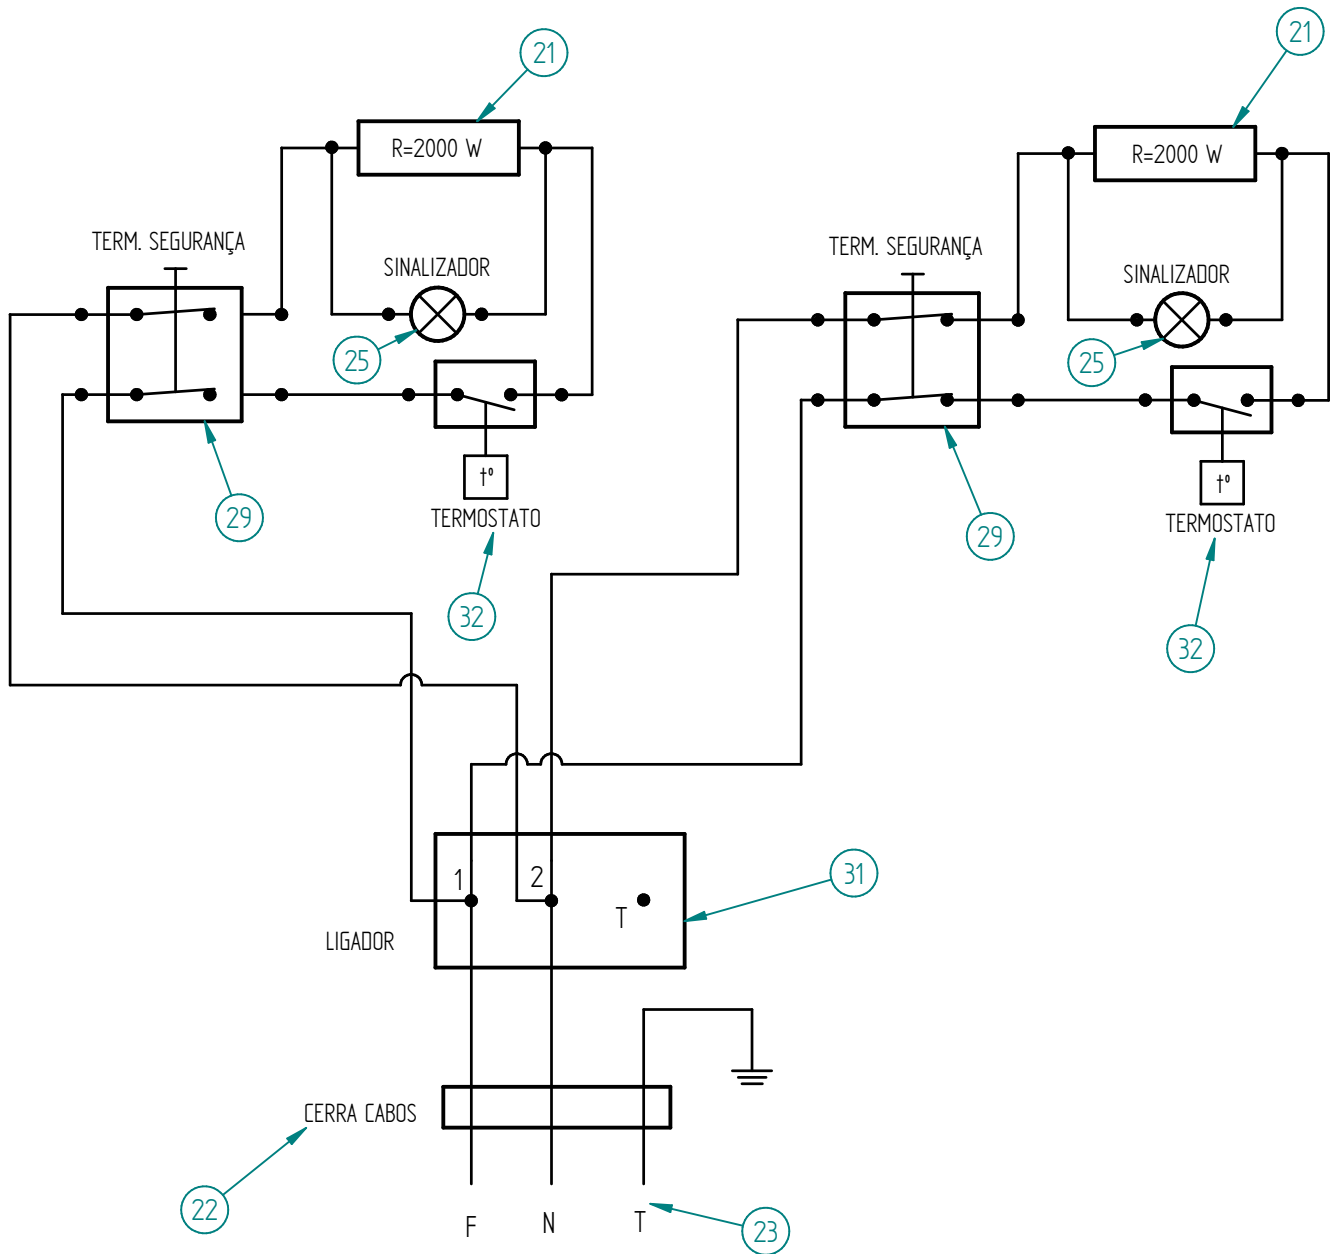 21
21
R=2000 W
R=2000 W
TERM. SEGURANÇA
TERM. SEGURANÇA
SINALIZADOR
SINALIZADOR
25
25
t°
t°
29
TERMOSTATO
29
TERMOSTATO
32
32
1
2
31
T
LIGADOR
CERRA CABOS
22
F
N
T
23